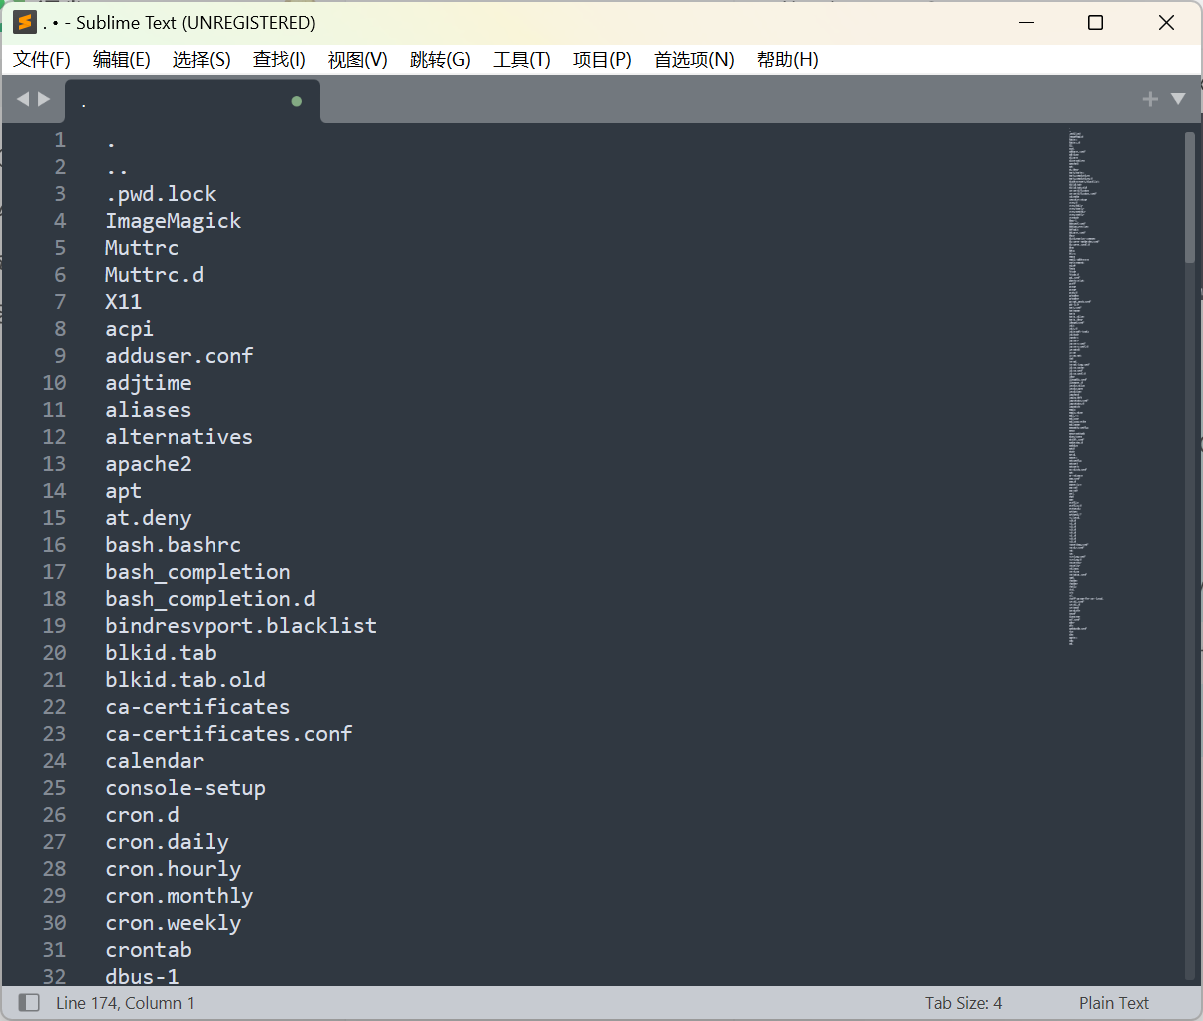 . • - Sublime Text (UNREGISTERED)
文件(F) 编辑(E) 选择(S) 查找(I) 视图(V) 跳转(G) 工具(T) 项目(P) 首选项(N) 帮助(H)
.
1 .
2 ..
3 .pwd.lock
4 ImageMagick
5 Muttrc
6 Muttrc.d
7 X11
8 acpi
9 adduser.conf
10 adjtime
11 aliases
12 alternatives
13 apache2
14 apt
15 at.deny
16 bash.bashrc
17 bash_completion
18 bash_completion.d
19 bindresvport.blacklist
20 blkid.tab
21 blkid.tab.old
22 ca-certificates
23 ca-certificates.conf
24 calendar
25 console-setup
26 cron.d
27 cron.daily
28 cron.hourly
29 cron.monthly
30 cron.weekly
31 crontab
32 dbus-1
Line 174, Column 1 Tab Size: 4 Plain Text